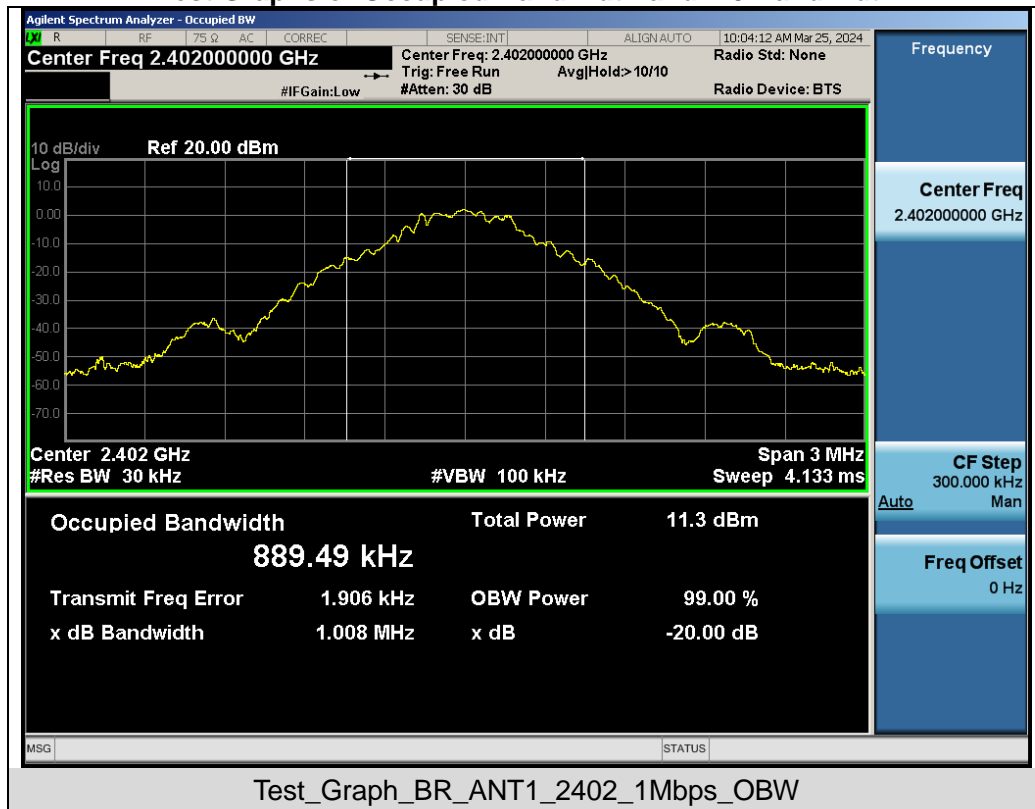 Agilent Spectrum Analyzer - Occupied BW
LXI R RF 75 Ω AC CORREC SENSE:INT ALIGN AUTO 10:04:12 AM Mar 25, 2024
Center Freq 2.402000000 GHz
Center Freq: 2.402000000 GHz Radio Std: None
Trig: Free Run Avg|Hold:>10/10
#IFGain:Low #Atten: 30 dB Radio Device: BTS
10 dB/div Ref 20.00 dBm
Log
10.0
0.00
-10.0
-20.0
-30.0
-40.0
-50.0
-60.0
-70.0
Center 2.402 GHz Span 3 MHz
#Res BW 30 kHz #VBW 100 kHz Sweep 4.133 ms
Occupied Bandwidth Total Power 11.3 dBm
889.49 kHz
Transmit Freq Error 1.906 kHz OBW Power 99.00 %
x dB Bandwidth 1.008 MHz x dB -20.00 dB
Frequency
Center Freq
2.402000000 GHz
CF Step
300.000 kHz
Auto Man
Freq Offset
0 Hz
MSG STATUS
Test_Graph_BR_ANT1_2402_1Mbps_OBW